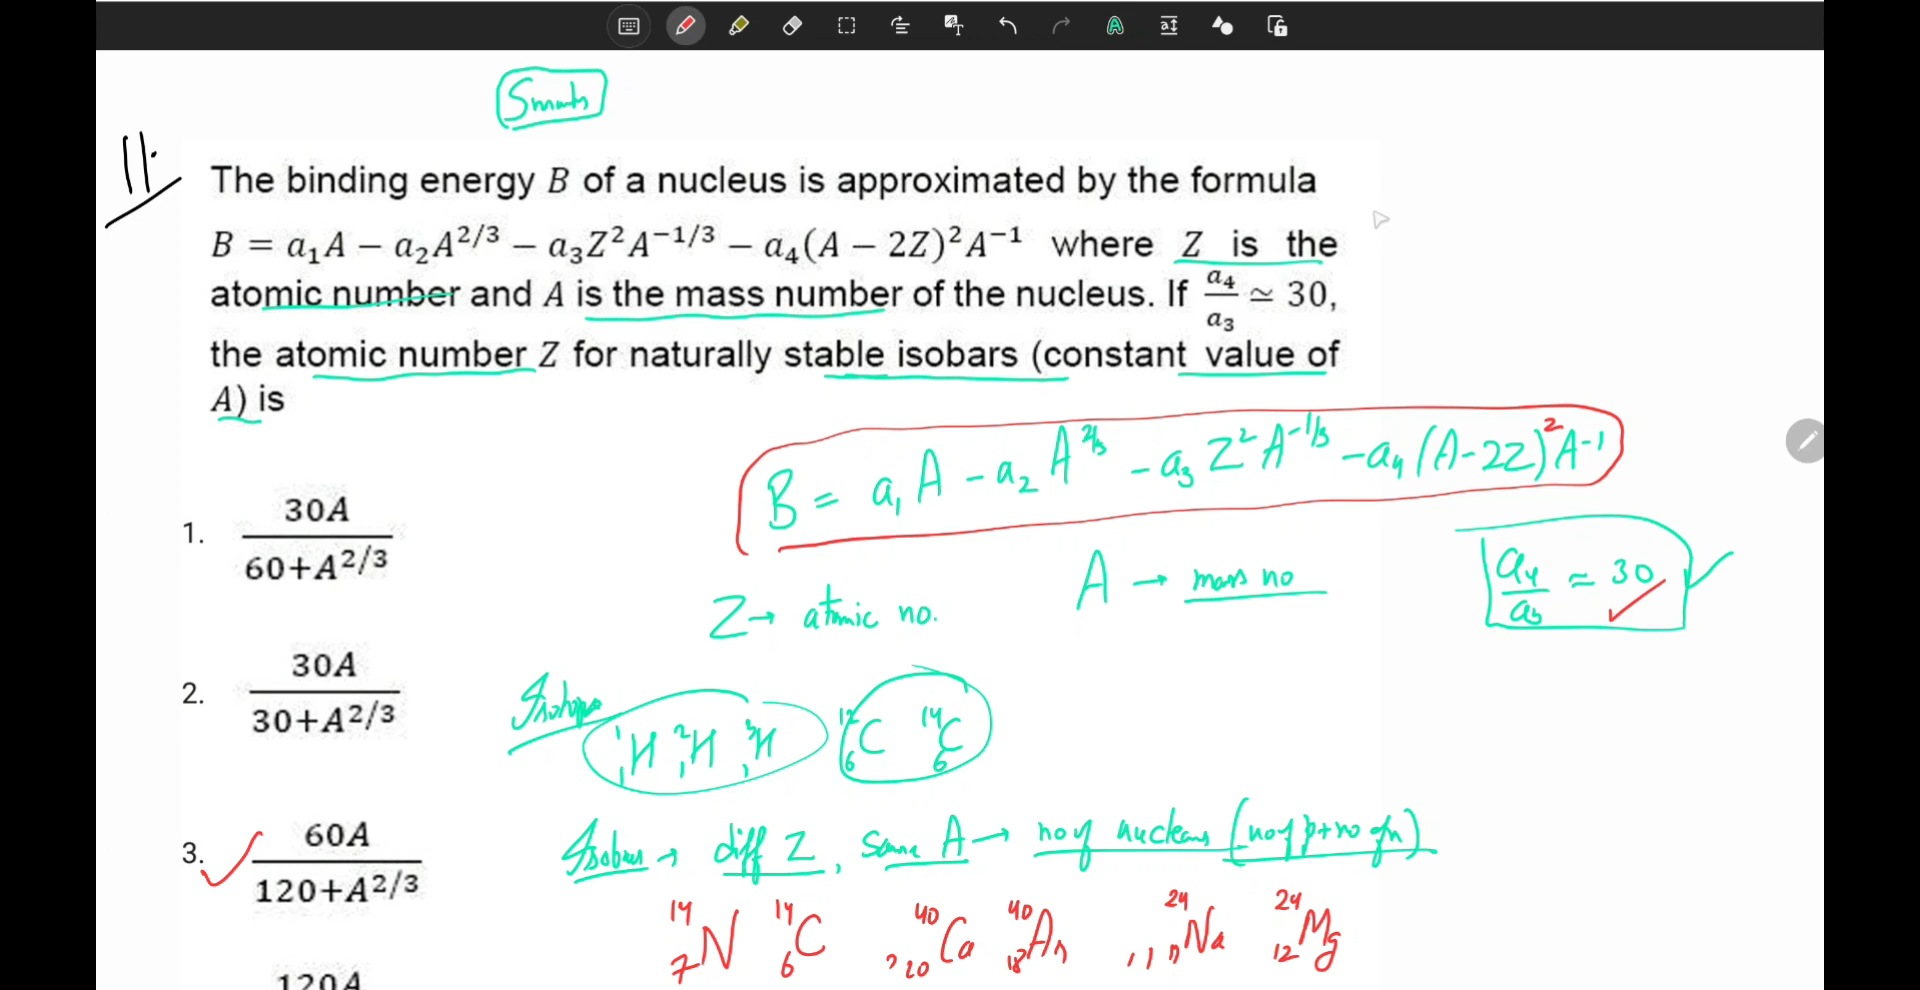 11.
The binding energy B of a nucleus is approximated by the formula
B = a₁A − a₂A^2/3 − a₃Z²A^−1/3 − a₄(A − 2Z)²A^−1 where Z is the
atomic number and A is the mass number of the nucleus. If a₄/a₃ ≃ 30,
the atomic number Z for naturally stable isobars (constant value of
A) is
B = a₁A − a₂A^2/3 − a₃Z²A^−1/3 − a₄(A-2Z)²A^-1
1. 30A/60+A^2/3
Z → atomic no.
A → mass no
a₄/a₃ ≈ 30
2. 30A/30+A^2/3
Isotopes
¹₁H ²₁H ³₁H ¹²₆C ¹⁴₆C
3. 60A/120+A^2/3
Isobars → diff Z, same A → no of nucleons (no of p+no of n)
¹⁴₇N ¹⁴₆C ⁴⁰₂₀Ca ⁴⁰₁₈Ar ²⁴₁₁Na ²⁴₁₂Mg
120A